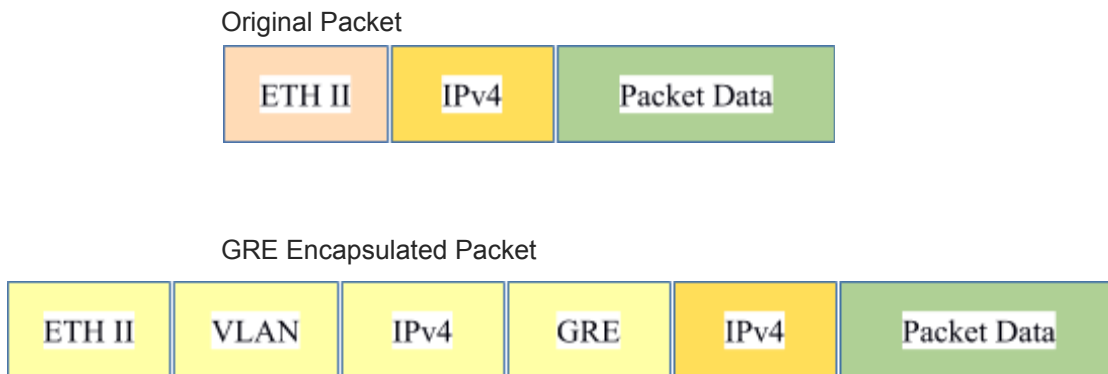 Original Packet
ETH II IPv4 Packet Data
GRE Encapsulated Packet
ETH II VLAN IPv4 GRE IPv4 Packet Data